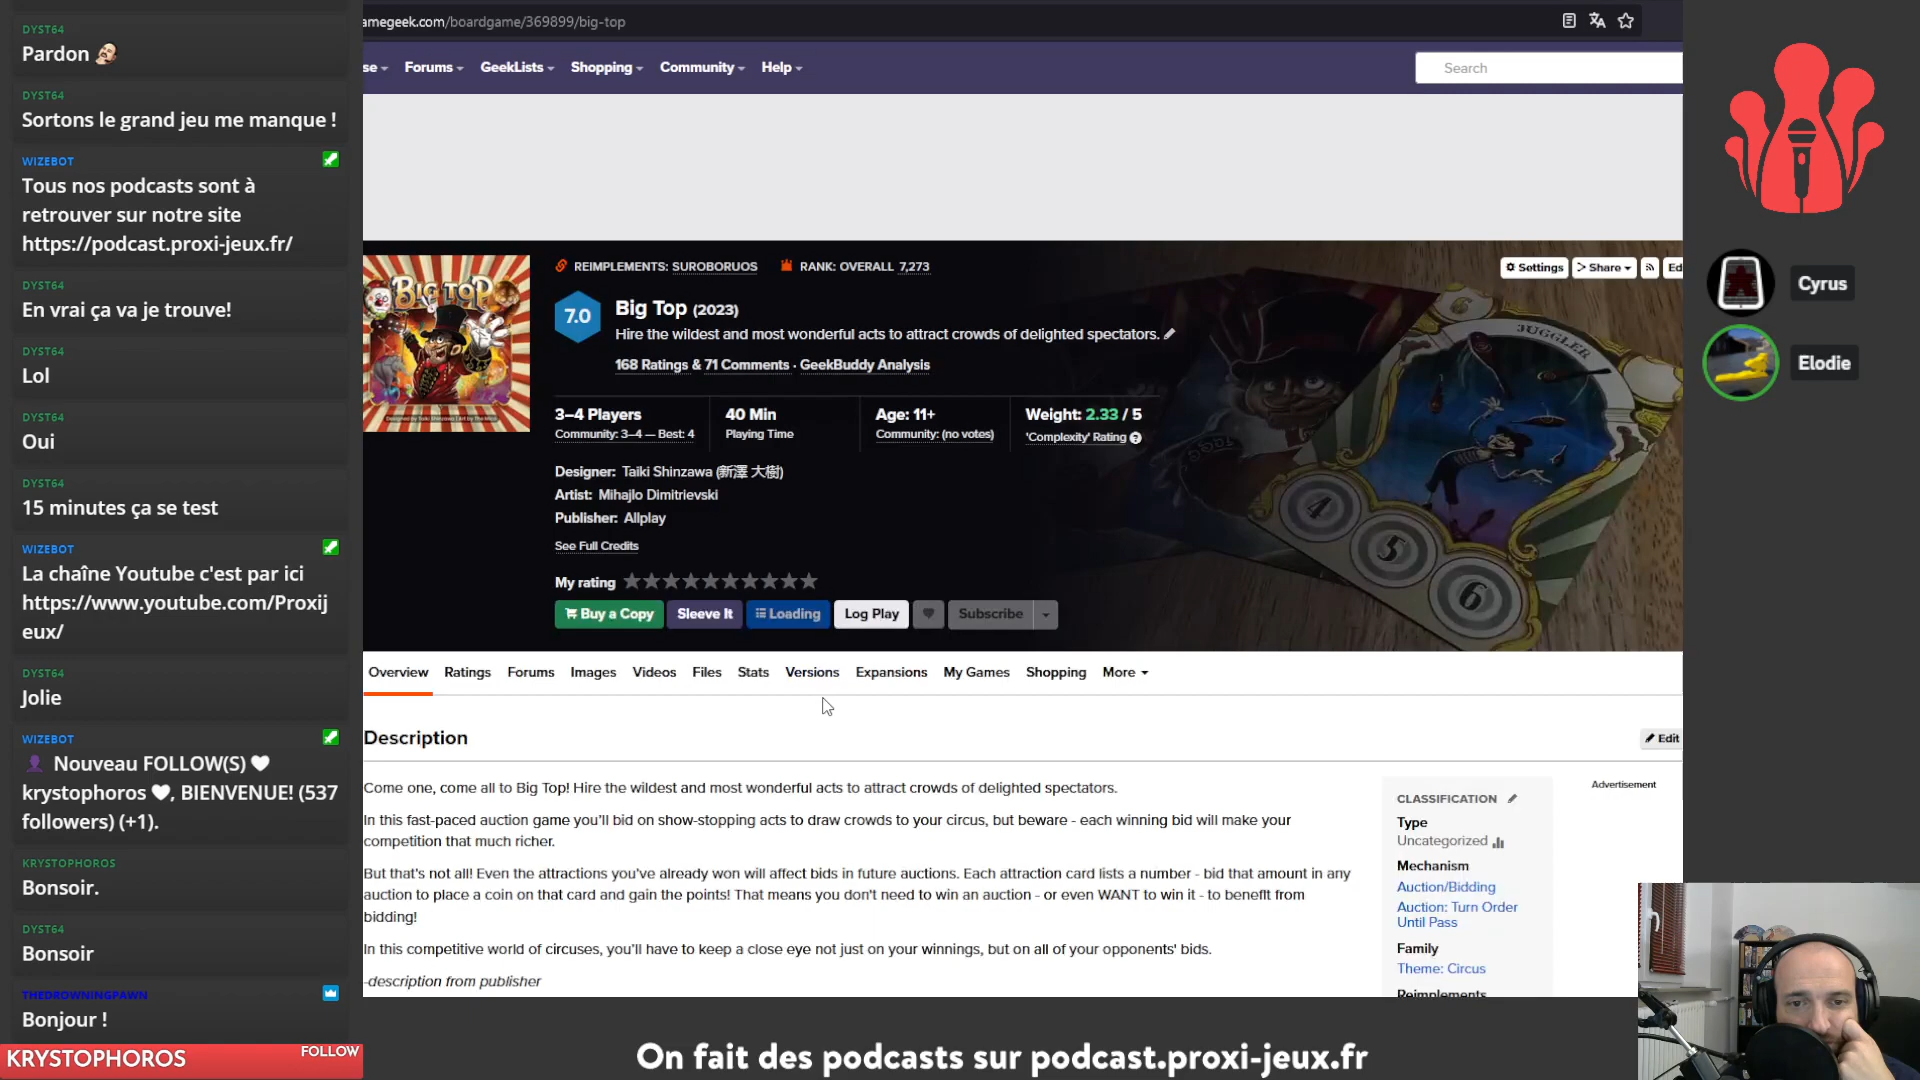 DYST64
Pardon
DYST64
Sortons le grand jeu me manque !
WIZEBOT
Tous nos podcasts sont à
retrouver sur notre site
https://podcast.proxi-jeux.fr/
DYST64
En vrai ça va je trouve!
DYST64
Lol
DYST64
Oui
DYST64
15 minutes ça se test
WIZEBOT
La chaîne Youtube c'est par ici
https://www.youtube.com/Proxij
eux/
DYST64
Jolie
WIZEBOT
Nouveau FOLLOW(S)
krystophoros , BIENVENUE! (537
followers) (+1).
KRYSTOPHOROS
Bonsoir.
DYST64
Bonsoir
THEDROWNINGPAWN
Bonjour !
KRYSTOPHOROS
FOLLOW
amegeek.com/boardgame/369899/big-top
se Forums GeekLists Shopping Community Help
Search
BIG TOP
REIMPLEMENTS: SUROBORUOS RANK: OVERALL 7,273
Settings Share Ed
7.0
Big Top (2023)
Hire the wildest and most wonderful acts to attract crowds of delighted spectators.
168 Ratings & 71 Comments · GeekBuddy Analysis
3–4 Players
Community: 3–4 — Best: 4
40 Min
Playing Time
Age: 11+
Community: (no votes)
Weight: 2.33 / 5
'Complexity' Rating
Designer: Taiki Shinzawa (新澤 大樹)
Artist: Mihajlo Dimitrievski
Publisher: Allplay
See Full Credits
My rating
Buy a Copy Sleeve It Loading Log Play Subscribe
6
JUGGLER
4
5
6
Overview Ratings Forums Images Videos Files Stats Versions Expansions My Games Shopping More
Description
Edit
Come one, come all to Big Top! Hire the wildest and most wonderful acts to attract crowds of delighted spectators.
In this fast-paced auction game you'll bid on show-stopping acts to draw crowds to your circus, but beware - each winning bid will make your
competition that much richer.
But that's not all! Even the attractions you've already won will affect bids in future auctions. Each attraction card lists a number - bid that amount in any
auction to place a coin on that card and gain the points! That means you don't need to win an auction - or even WANT to win it - to benefit from
bidding!
In this competitive world of circuses, you'll have to keep a close eye not just on your winnings, but on all of your opponents' bids.
-description from publisher
CLASSIFICATION
Type
Uncategorized
Mechanism
Auction/Bidding
Auction: Turn Order
Until Pass
Family
Theme: Circus
Reimplements
Advertisement
Cyrus
Elodie
On fait des podcasts sur podcast.proxi-jeux.fr